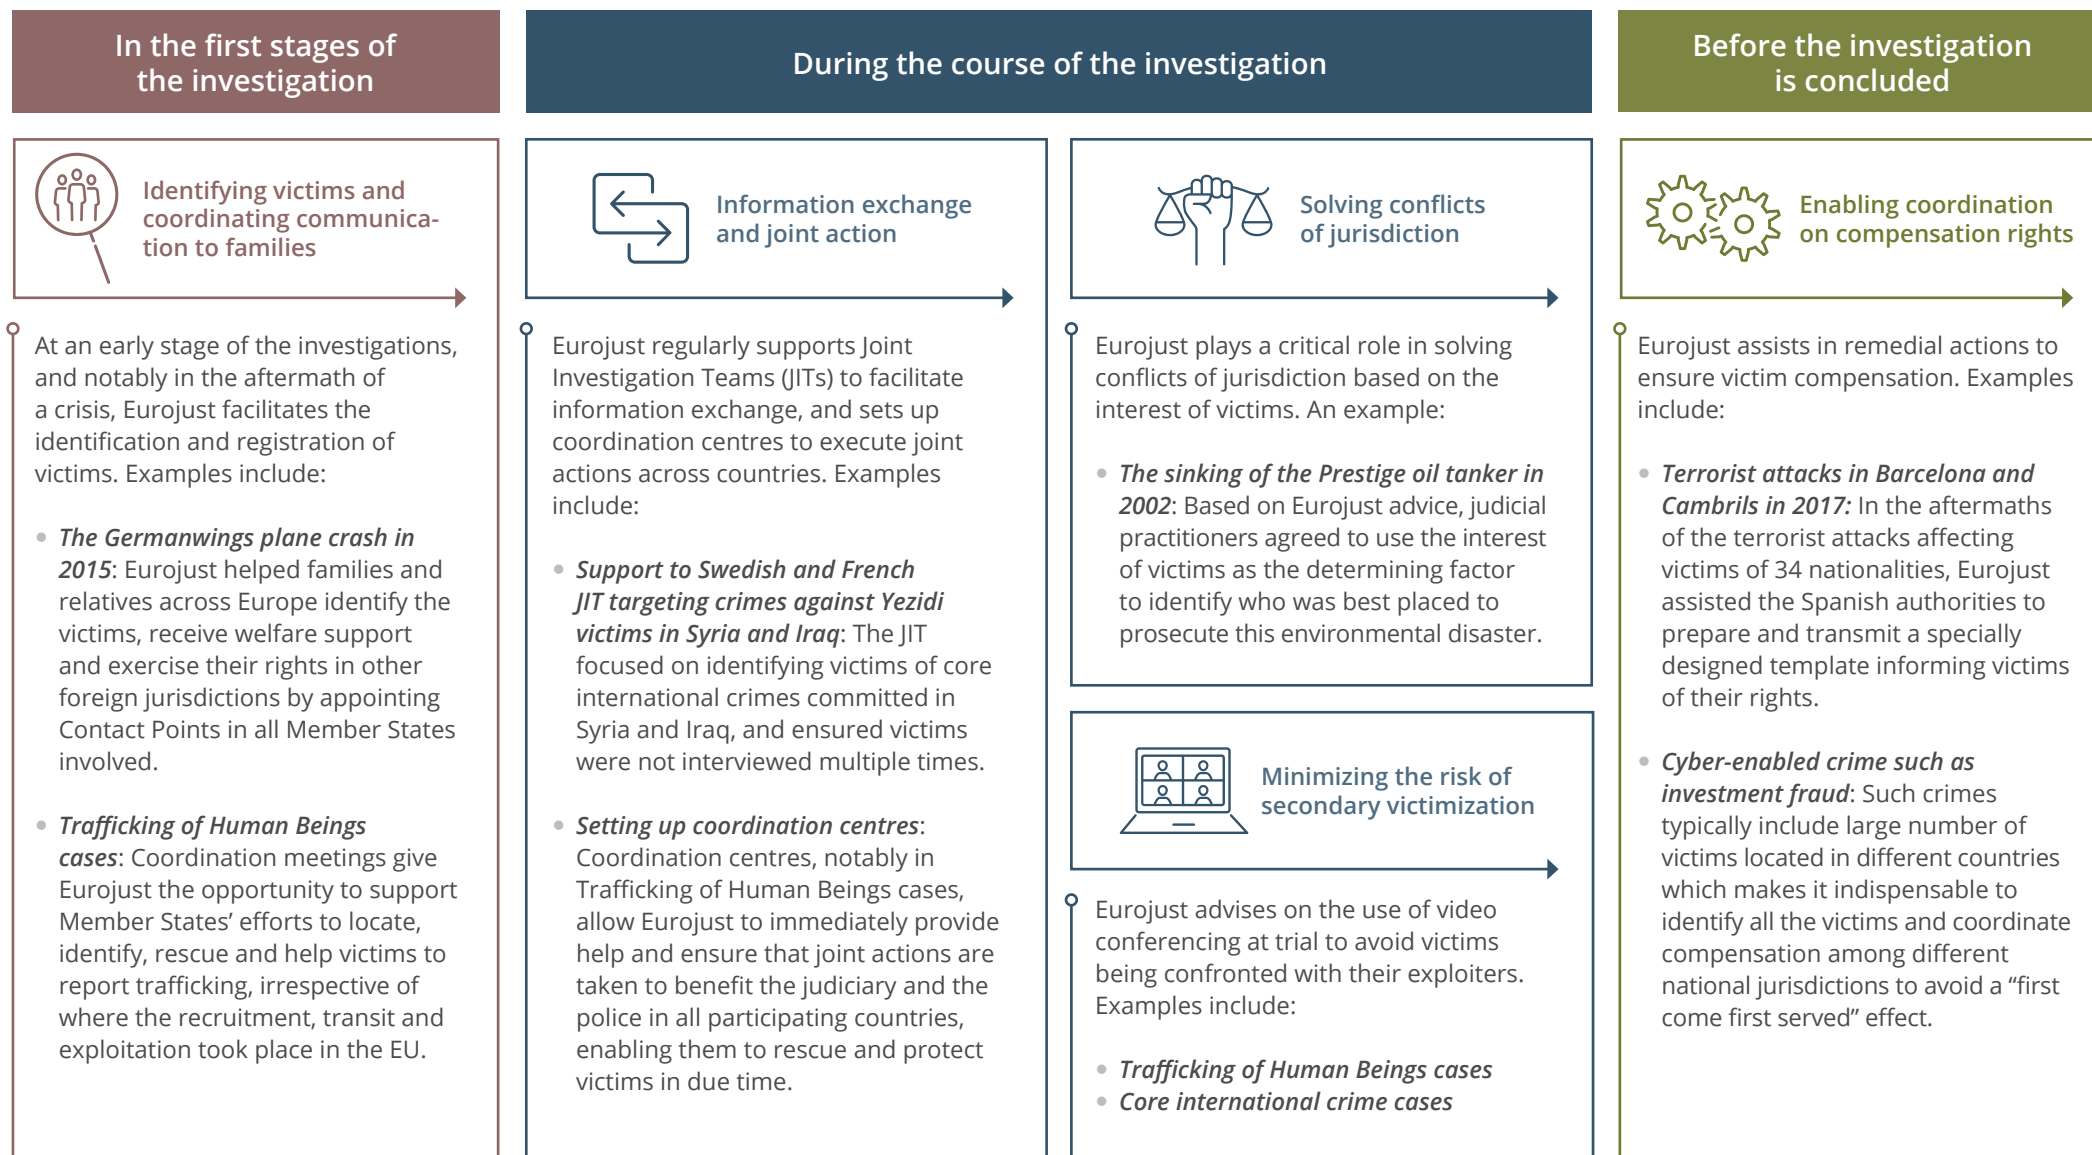 In the first stages of
the investigation
Identifying victims and
coordinating communica-
tion to families
At an early stage of the investigations,
and notably in the aftermath of
a crisis, Eurojust facilitates the
identification and registration of
victims. Examples include:
• The Germanwings plane crash in
2015: Eurojust helped families and
relatives across Europe identify the
victims, receive welfare support
and exercise their rights in other
foreign jurisdictions by appointing
Contact Points in all Member States
involved.
• Trafficking of Human Beings
cases: Coordination meetings give
Eurojust the opportunity to support
Member States’ efforts to locate,
identify, rescue and help victims to
report trafficking, irrespective of
where the recruitment, transit and
exploitation took place in the EU.
During the course of the investigation
Information exchange
and joint action
Eurojust regularly supports Joint
Investigation Teams (JITs) to facilitate
information exchange, and sets up
coordination centres to execute joint
actions across countries. Examples
include:
• Support to Swedish and French
JIT targeting crimes against Yezidi
victims in Syria and Iraq: The JIT
focused on identifying victims of core
international crimes committed in
Syria and Iraq, and ensured victims
were not interviewed multiple times.
• Setting up coordination centres:
Coordination centres, notably in
Trafficking of Human Beings cases,
allow Eurojust to immediately provide
help and ensure that joint actions are
taken to benefit the judiciary and the
police in all participating countries,
enabling them to rescue and protect
victims in due time.
Solving conflicts
of jurisdiction
Eurojust plays a critical role in solving
conflicts of jurisdiction based on the
interest of victims. An example:
• The sinking of the Prestige oil tanker in
2002: Based on Eurojust advice, judicial
practitioners agreed to use the interest
of victims as the determining factor
to identify who was best placed to
prosecute this environmental disaster.
Minimizing the risk of
secondary victimization
Eurojust advises on the use of video
conferencing at trial to avoid victims
being confronted with their exploiters.
Examples include:
• Trafficking of Human Beings cases
• Core international crime cases
Before the investigation
is concluded
Enabling coordination
on compensation rights
Eurojust assists in remedial actions to
ensure victim compensation. Examples
include:
• Terrorist attacks in Barcelona and
Cambrils in 2017: In the aftermaths
of the terrorist attacks affecting
victims of 34 nationalities, Eurojust
assisted the Spanish authorities to
prepare and transmit a specially
designed template informing victims
of their rights.
• Cyber-enabled crime such as
investment fraud: Such crimes
typically include large number of
victims located in different countries
which makes it indispensable to
identify all the victims and coordinate
compensation among different
national jurisdictions to avoid a “first
come first served” effect.